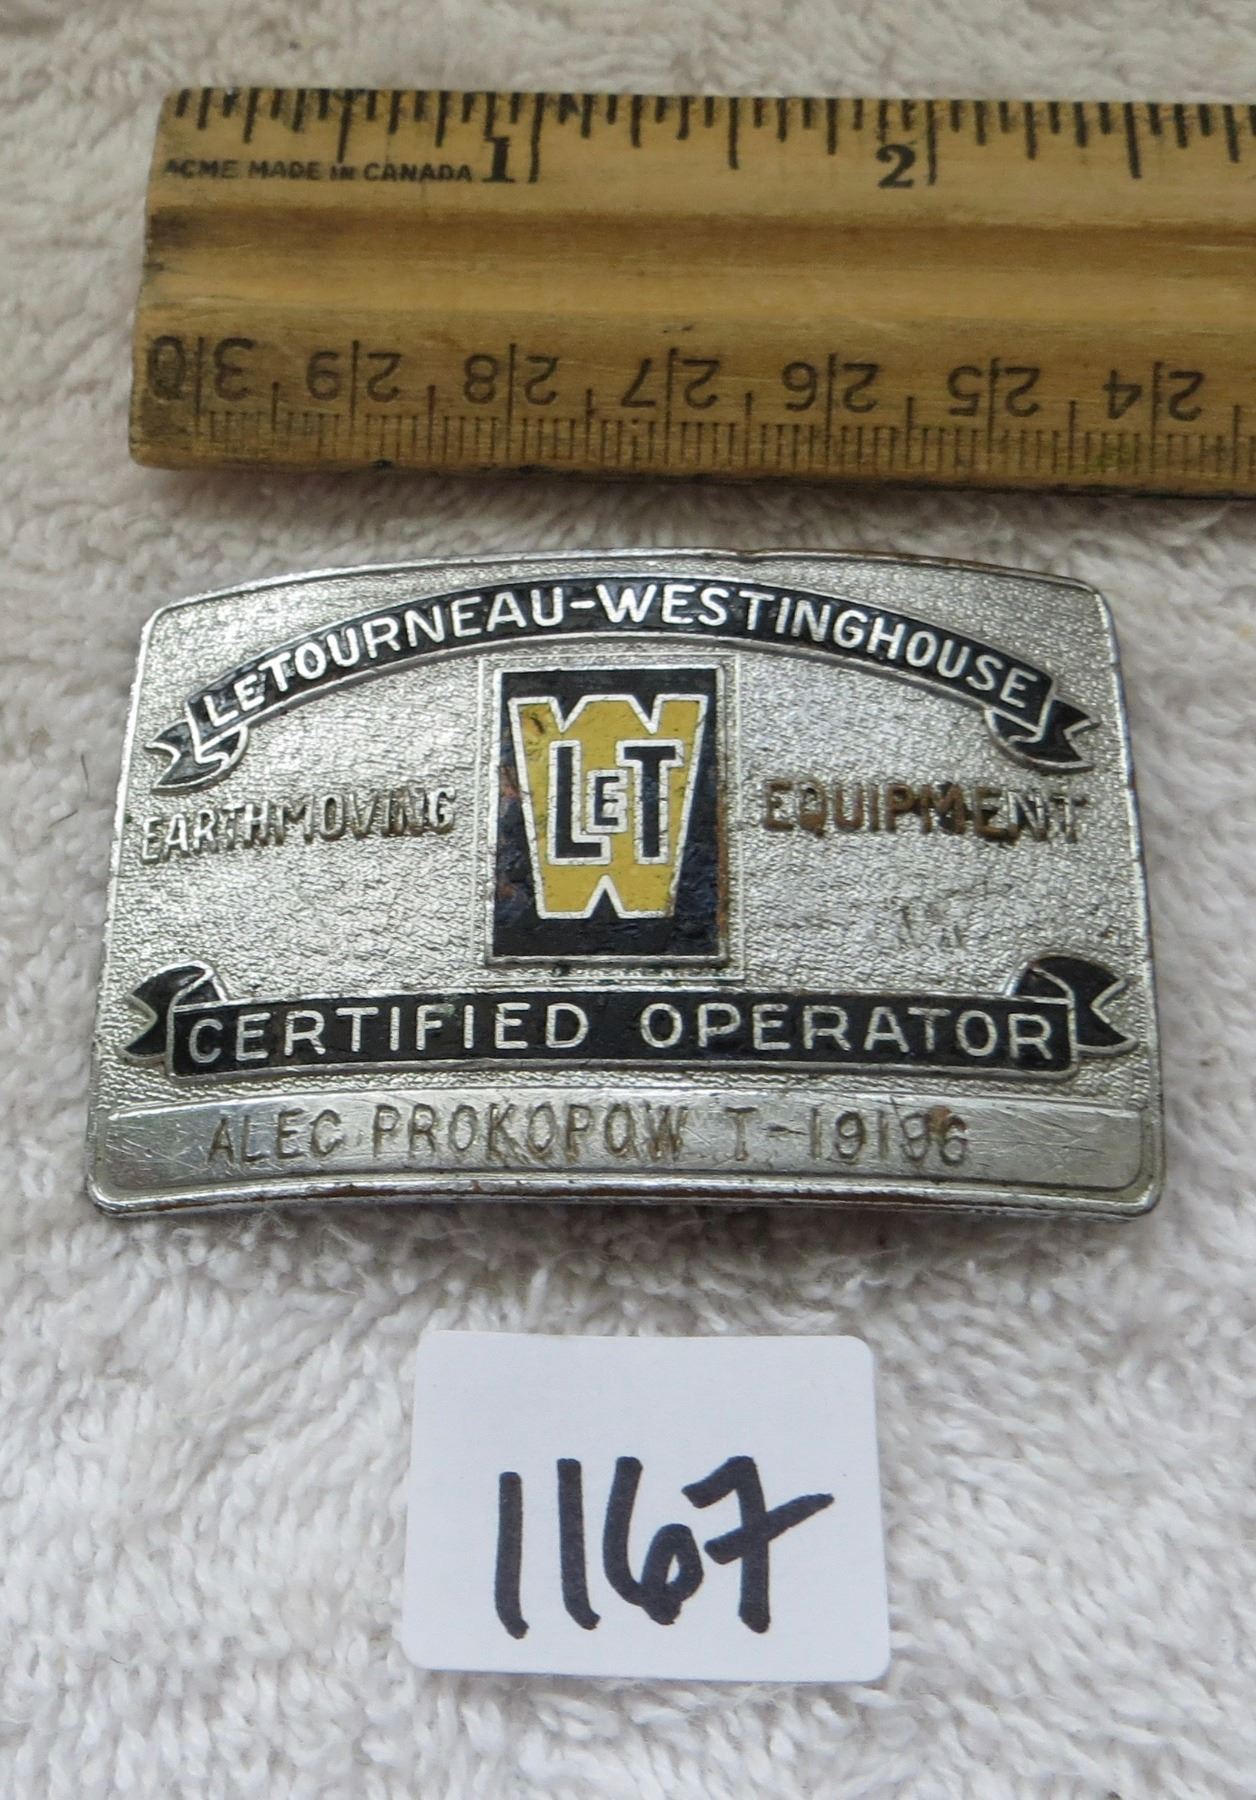 ACME MADE IN CANADA 1 2
30 29 28 27 26 25 24
LETOURNEAU-WESTINGHOUSE
EARTHMOVING EQUIPMENT
W
LET
CERTIFIED OPERATOR
ALEC PROKOPOW T-19196
1167